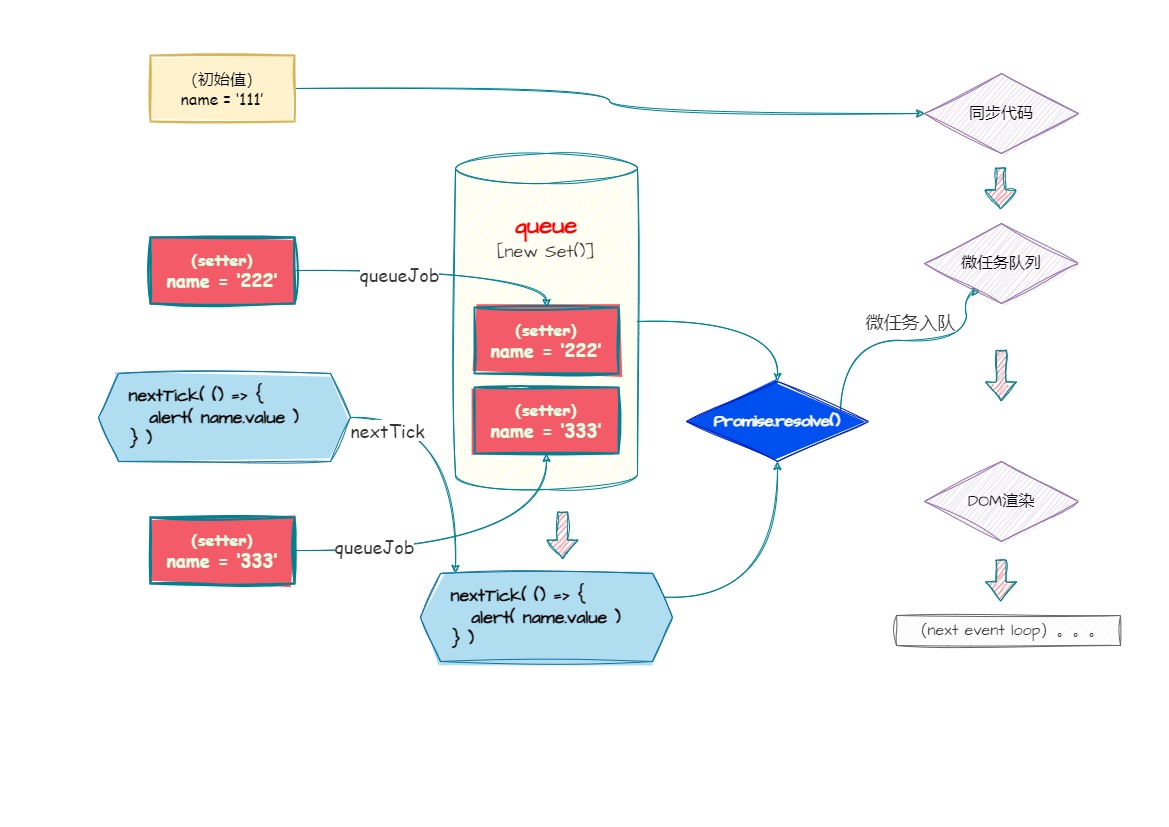 (初始值)
name = '111'
同步代码
queue
[new Set()]
(setter)
name = '222'
queueJob
微任务队列
(setter)
name = '222'
微任务入队
nextTick( () => {
alert( name.value )
} )
nextTick
(setter)
name = '333'
Promise.resolve()
(setter)
name = '333'
queueJob
DOM渲染
nextTick( () => {
alert( name.value )
} )
(next event loop) 。。。